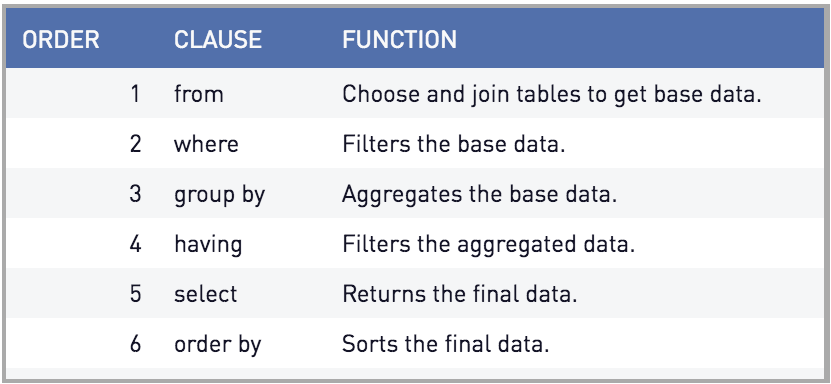 ORDER CLAUSE FUNCTION
1 from Choose and join tables to get base data.
2 where Filters the base data.
3 group by Aggregates the base data.
4 having Filters the aggregated data.
5 select Returns the final data.
6 order by Sorts the final data.